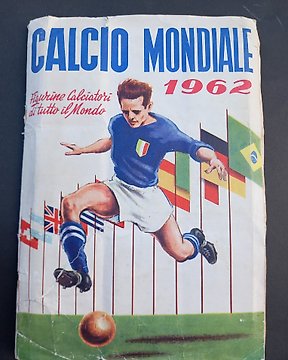 CALCIO MONDIALE
1962
Figurine Calciatori
di tutto il Mondo